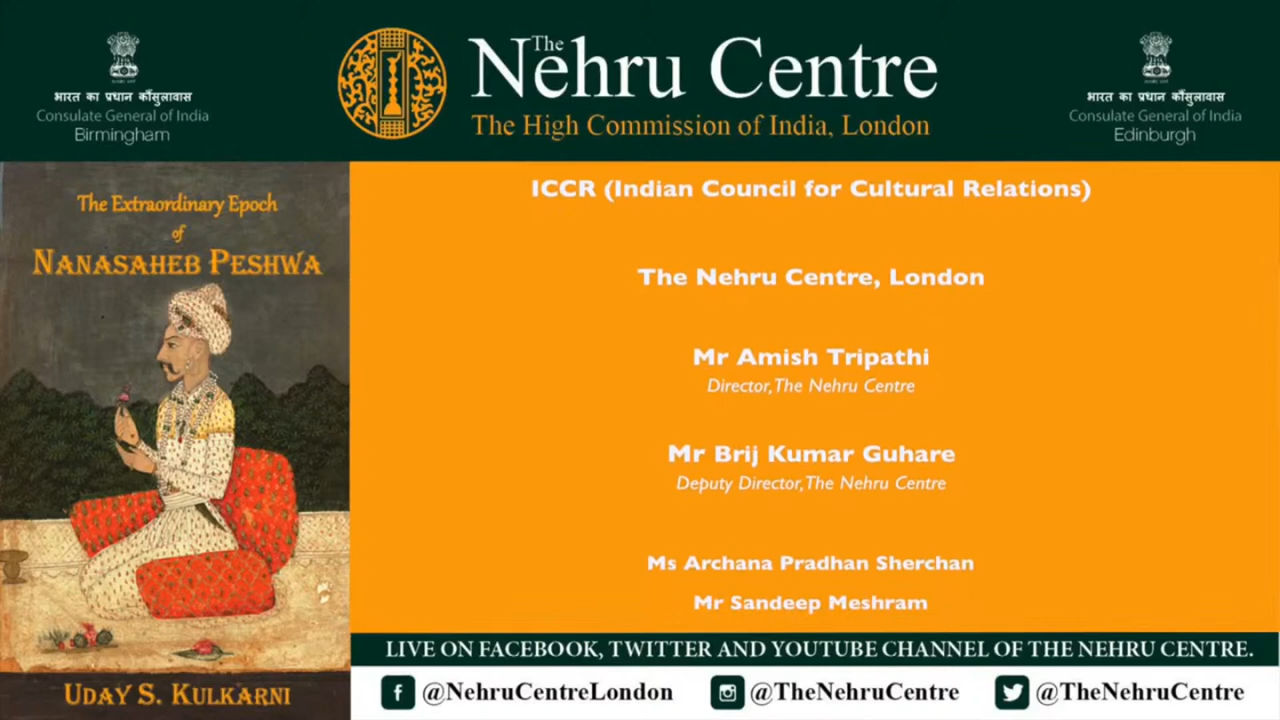 भारत का प्रधान कौंसुलावास
Consulate General of India
Birmingham
The
Nehru Centre
The High Commission of India, London
भारत का प्रधान कौंसुलावास
Consulate General of India
Edinburgh
The Extraordinary Epoch
of
NANASAHEB PESHWA
UDAY S. KULKARNI
ICCR (Indian Council for Cultural Relations)
The Nehru Centre, London
Mr Amish Tripathi
Director, The Nehru Centre
Mr Brij Kumar Guhare
Deputy Director, The Nehru Centre
Ms Archana Pradhan Sherchan
Mr Sandeep Meshram
LIVE ON FACEBOOK, TWITTER AND YOUTUBE CHANNEL OF THE NEHRU CENTRE.
@NehruCentreLondon @TheNehruCentre @TheNehruCentre